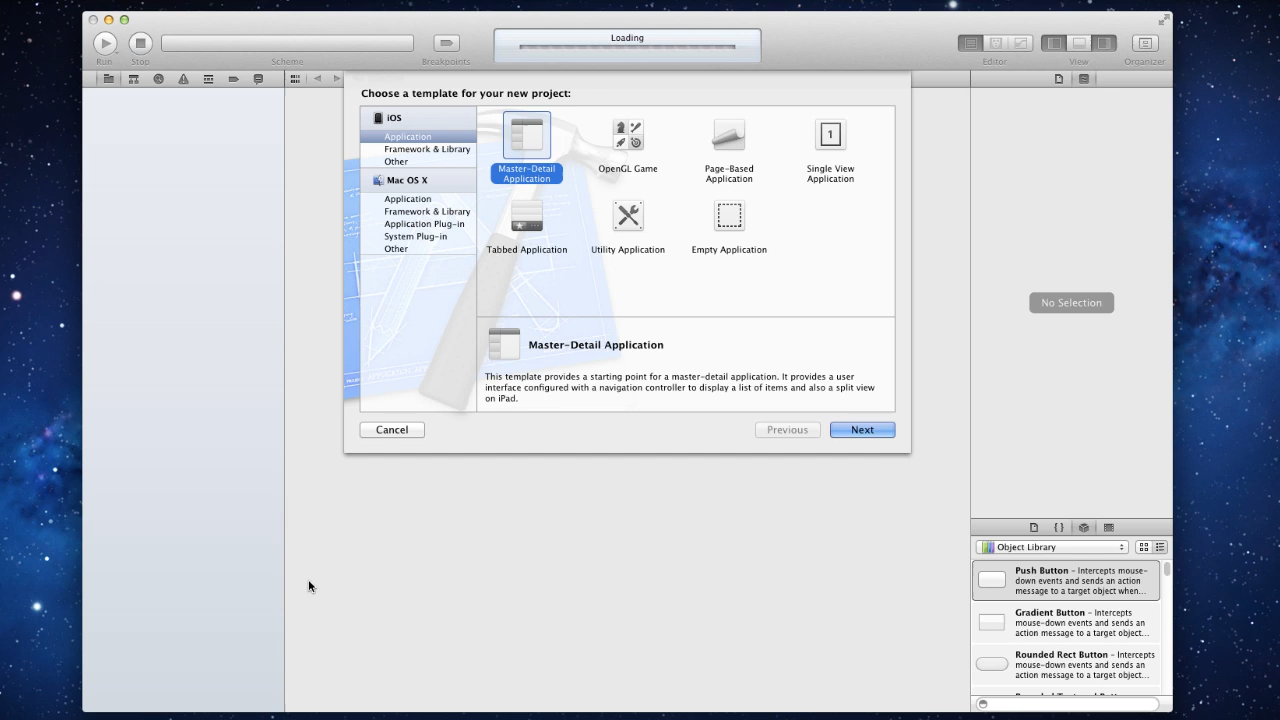 Loading
Run
Stop
Scheme
Breakpoints
Editor
View
Organizer
Choose a template for your new project:
iOS
Application
Framework & Library
Other
Mac OS X
Application
Framework & Library
Application Plug-in
System Plug-in
Other
Master-Detail
Application
OpenGL Game
Page-Based
Application
1
Single View
Application
Tabbed Application
Utility Application
Empty Application
Master-Detail Application
This template provides a starting point for a master-detail application. It provides a user
interface configured with a navigation controller to display a list of items and also a split view
on iPad.
Cancel
Previous
Next
No Selection
{ }
Object Library
Push Button - Intercepts mouse-
down events and sends an action
message to a target object when...
Gradient Button - Intercepts
mouse-down events and sends an
action message to a target object...
Rounded Rect Button - Intercepts
mouse-down events and sends an
action message to a target object...